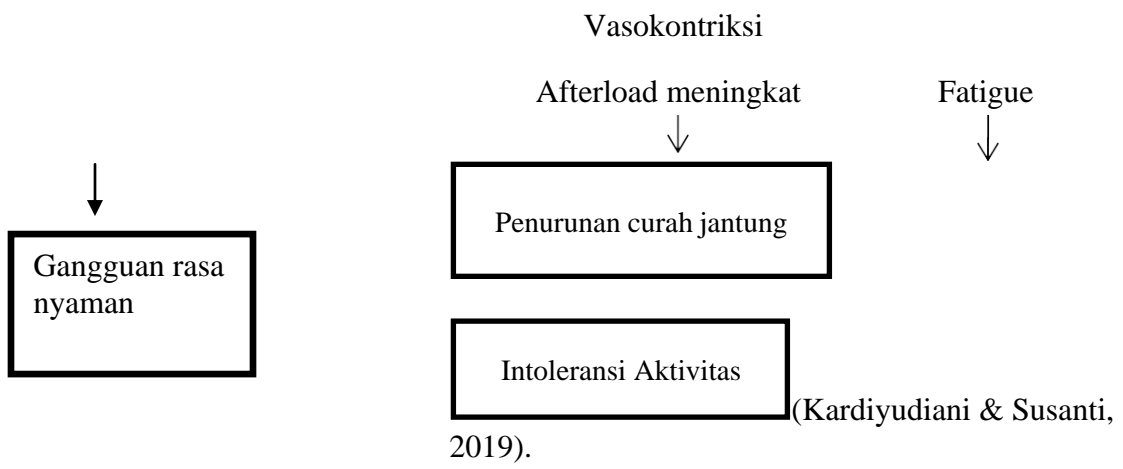 Vasokontriksi
Afterload meningkat Fatigue
Penurunan curah jantung
Gangguan rasa
nyaman
Intoleransi Aktivitas
(Kardiyudiani & Susanti,
2019).